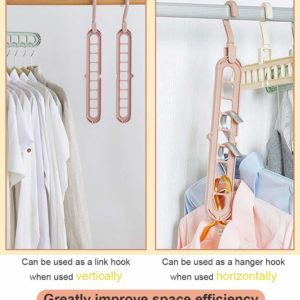 Can be used as a link hook
when used vertically
Can be used as a hanger hook
when used horizontally
Greatly improve space efficiency